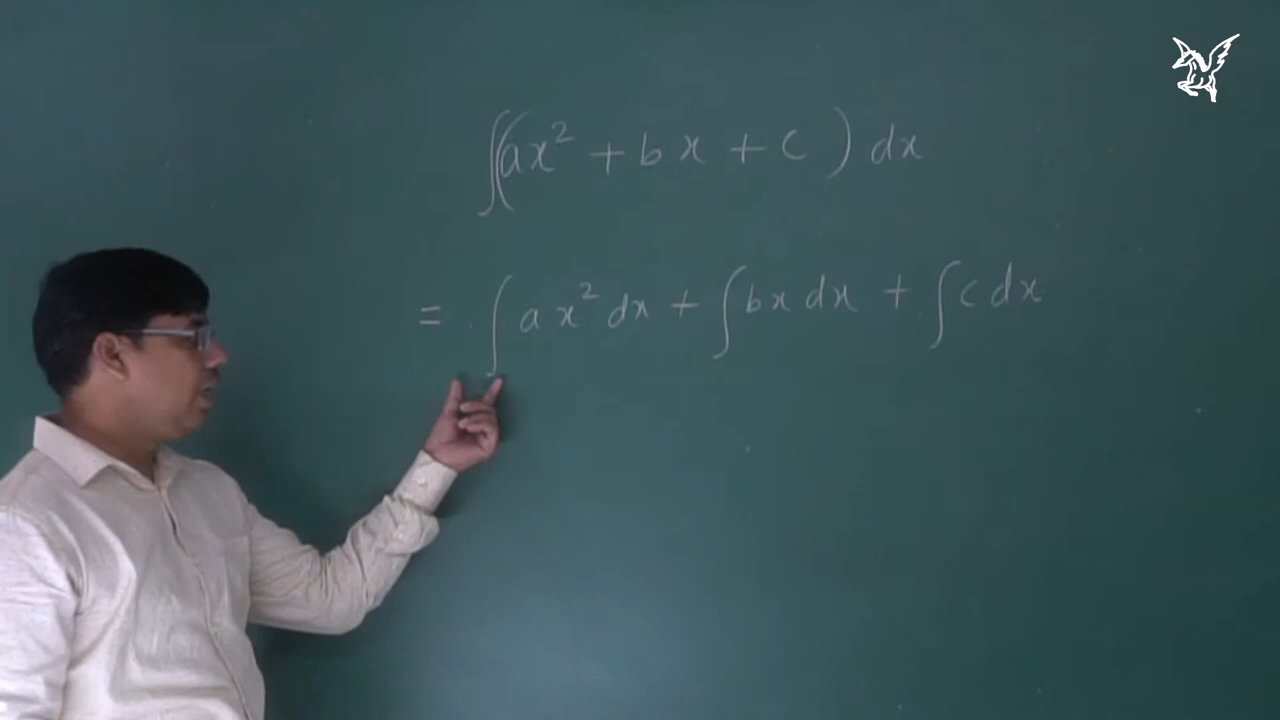 ∫(ax² + bx + c) dx
= ∫ax² dx + ∫bx dx + ∫c dx